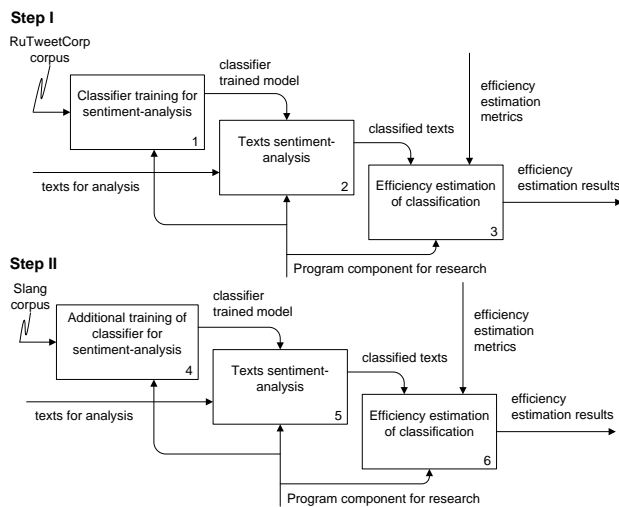 Step I
RuTweetCorp
corpus
Classifier training for
sentiment-analysis
1
classifier
trained model
Texts sentiment-
analysis
2
texts for analysis
classified texts
efficiency
estimation
metrics
Efficiency estimation
of classification
3
efficiency
estimation results
Program component for research
Step II
Slang
corpus
Additional training of
classifier for
sentiment-analysis
4
classifier
trained model
Texts sentiment-
analysis
5
texts for analysis
classified texts
efficiency
estimation
metrics
Efficiency estimation
of classification
6
efficiency
estimation results
Program component for research